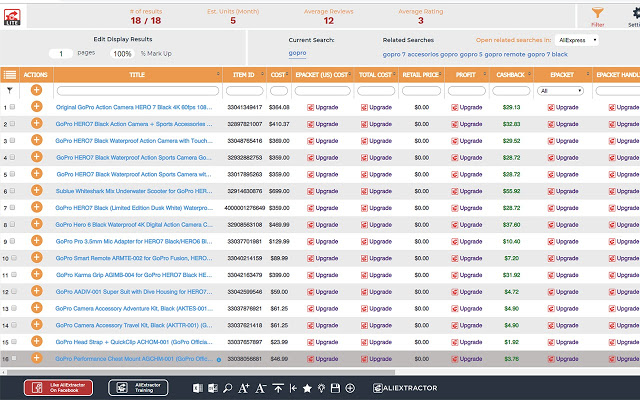 LITE
# of results
18 / 18
Est. Units (Month)
5
Average Reviews
12
Average Rating
3
Filter
Setti
Edit Display Results
1 pages 100% % Mark Up
Current Search:
gopro
Related Searches
gopro 7 accesorios gopro gopro 5 gopro remote gopro 7 black
Open related searches in: AliExpress
ACTIONS TITLE ITEM ID COST EPACKET (US) COST TOTAL COST RETAIL PRICE PROFIT CASHBACK EPACKET EPACKET HANDL
All
1 Original GoPro Action Camera HERO 7 Black 4K 60fps 108... 33041349417 $364.08 Upgrade Upgrade $0.00 Upgrade $29.13 Upgrade Upgrade
2 GoPro HERO7 Black Action Camera + Sports Accessories ... 32897821007 $410.37 Upgrade Upgrade $0.00 Upgrade $32.83 Upgrade Upgrade
3 GoPro HERO7 Black Waterproof Action Camera with Touch... 33048765416 $369.00 Upgrade Upgrade $0.00 Upgrade $29.52 Upgrade Upgrade
4 GoPro HERO7 Black Waterproof Action Sports Camera Go... 32932882753 $359.00 Upgrade Upgrade $0.00 Upgrade $28.72 Upgrade Upgrade
5 GoPro HERO7 Black Waterproof Action Sports Camera wit... 33017895263 $359.00 Upgrade Upgrade $0.00 Upgrade $28.72 Upgrade Upgrade
6 Sublue Whiteshark Mix Underwater Scooter for GoPro HER... 32914630876 $699.00 Upgrade Upgrade $0.00 Upgrade $55.92 Upgrade Upgrade
7 GoPro HERO7 Black (Limited Edition Dusk White) Waterpro... 4000001276649 $359.00 Upgrade Upgrade $0.00 Upgrade $28.72 Upgrade Upgrade
8 GoPro Hero 6 Black Waterproof 4K Digital Action Camera C... 32908563108 $469.99 Upgrade Upgrade $0.00 Upgrade $37.60 Upgrade Upgrade
9 GoPro Pro 3.5mm Mic Adapter for HERO7 Black/HERO6 Bl... 33037701981 $129.99 Upgrade Upgrade $0.00 Upgrade $10.40 Upgrade Upgrade
10 GoPro Smart Remote ARMTE-002 for GoPro Fusion, HERO... 33040214159 $89.99 Upgrade Upgrade $0.00 Upgrade $7.20 Upgrade Upgrade
11 GoPro Karma Grip AGIMS-004 for GoPro HERO7 Black HE... 33042163479 $399.00 Upgrade Upgrade $0.00 Upgrade $31.92 Upgrade Upgrade
12 GoPro AADIV-001 Super Suit with Dive Housing for HERO7... 33042599546 $59.00 Upgrade Upgrade $0.00 Upgrade $4.72 Upgrade Upgrade
13 GoPro Camera Accessory Adventure Kit, Black (AKTES-001... 33037876921 $61.25 Upgrade Upgrade $0.00 Upgrade $4.90 Upgrade Upgrade
14 GoPro Camera Accessory Travel Kit, Black (AKTTR-001) (... 33037621418 $61.25 Upgrade Upgrade $0.00 Upgrade $4.90 Upgrade Upgrade
15 GoPro Head Strap + QuickClip ACHOM-001 (GoPro Officia... 33037657897 $23.99 Upgrade Upgrade $0.00 Upgrade $1.92 Upgrade Upgrade
16 GoPro Performance Chest Mount AGCHM-001 (GoPro Offic... 33038056681 $46.99 Upgrade Upgrade $0.00 Upgrade $3.76 Upgrade Upgrade
Like AliExtractor
On Facebook
AliExtractor
Training
ALIEXTRACTOR